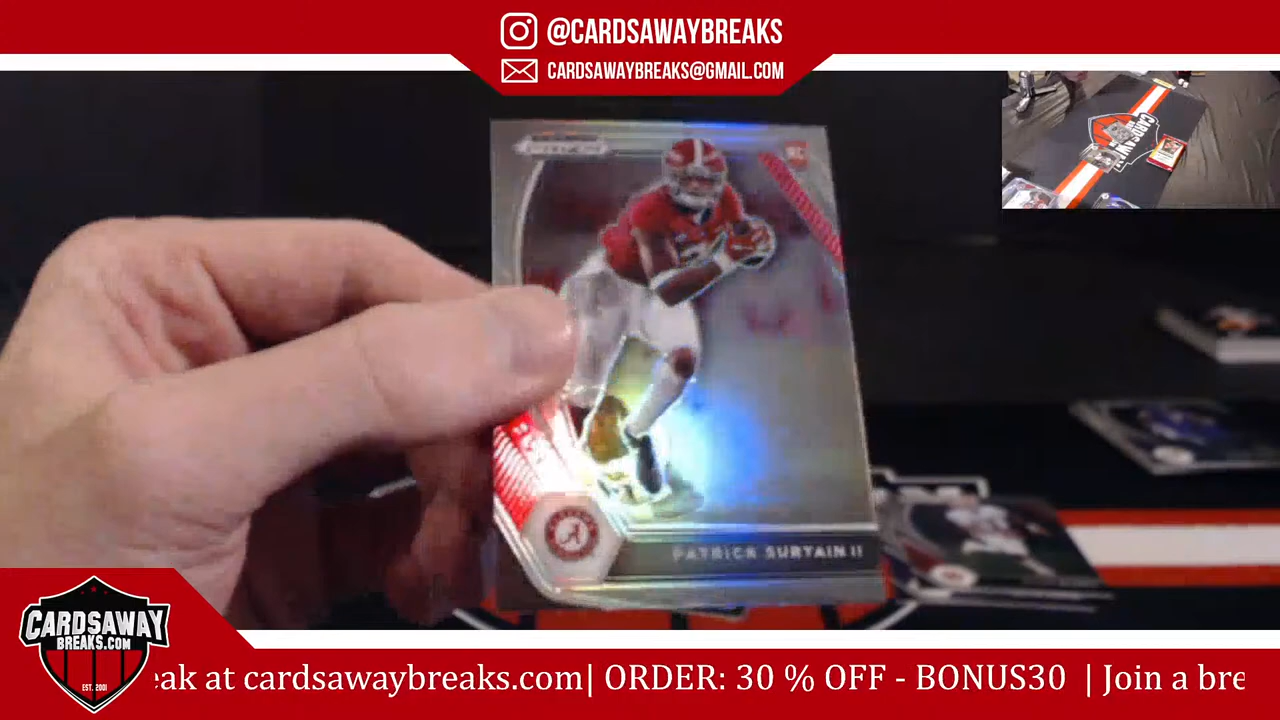 @CARDSAWAYBREAKS
CARDSAWAYBREAKS@GMAIL.COM
CARDSAWAY
RC
PATRICK SURTAIN II
A
CARDSAWAY
BREAKS.COM
EST. 2001
eak at cardsawaybreaks.com| ORDER: 30 % OFF - BONUS30 | Join a bre